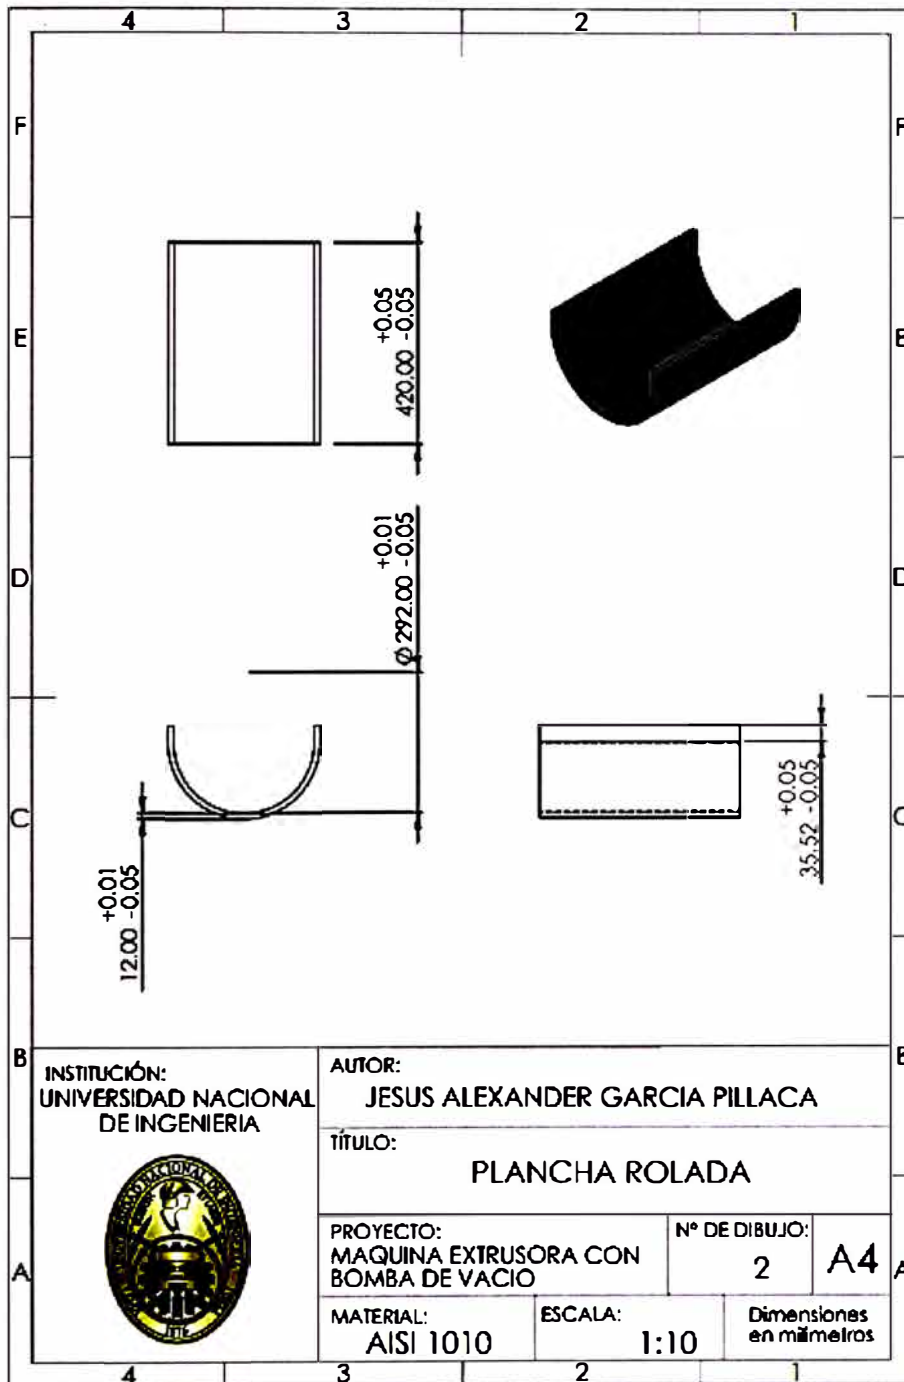 4 3 2 1
F F
+0.05
420.00 -0.05
E E
+0.01
Ø292.00 -0.05
D D
+0.05
35.52 -0.05
C C
+0.01
12.00 -0.05
B B
INSTITUCIÓN:
UNIVERSIDAD NACIONAL
DE INGENIERIA
AUTOR:
JESUS ALEXANDER GARCIA PILLACA
TÍTULO:
PLANCHA ROLADA
PROYECTO:
MAQUINA EXTRUSORA CON
BOMBA DE VACIO
Nº DE DIBUJO:
2
A4
A A
MATERIAL:
AISI 1010
ESCALA:
1:10
Dimensiones
en milímetros
4 3 2 1